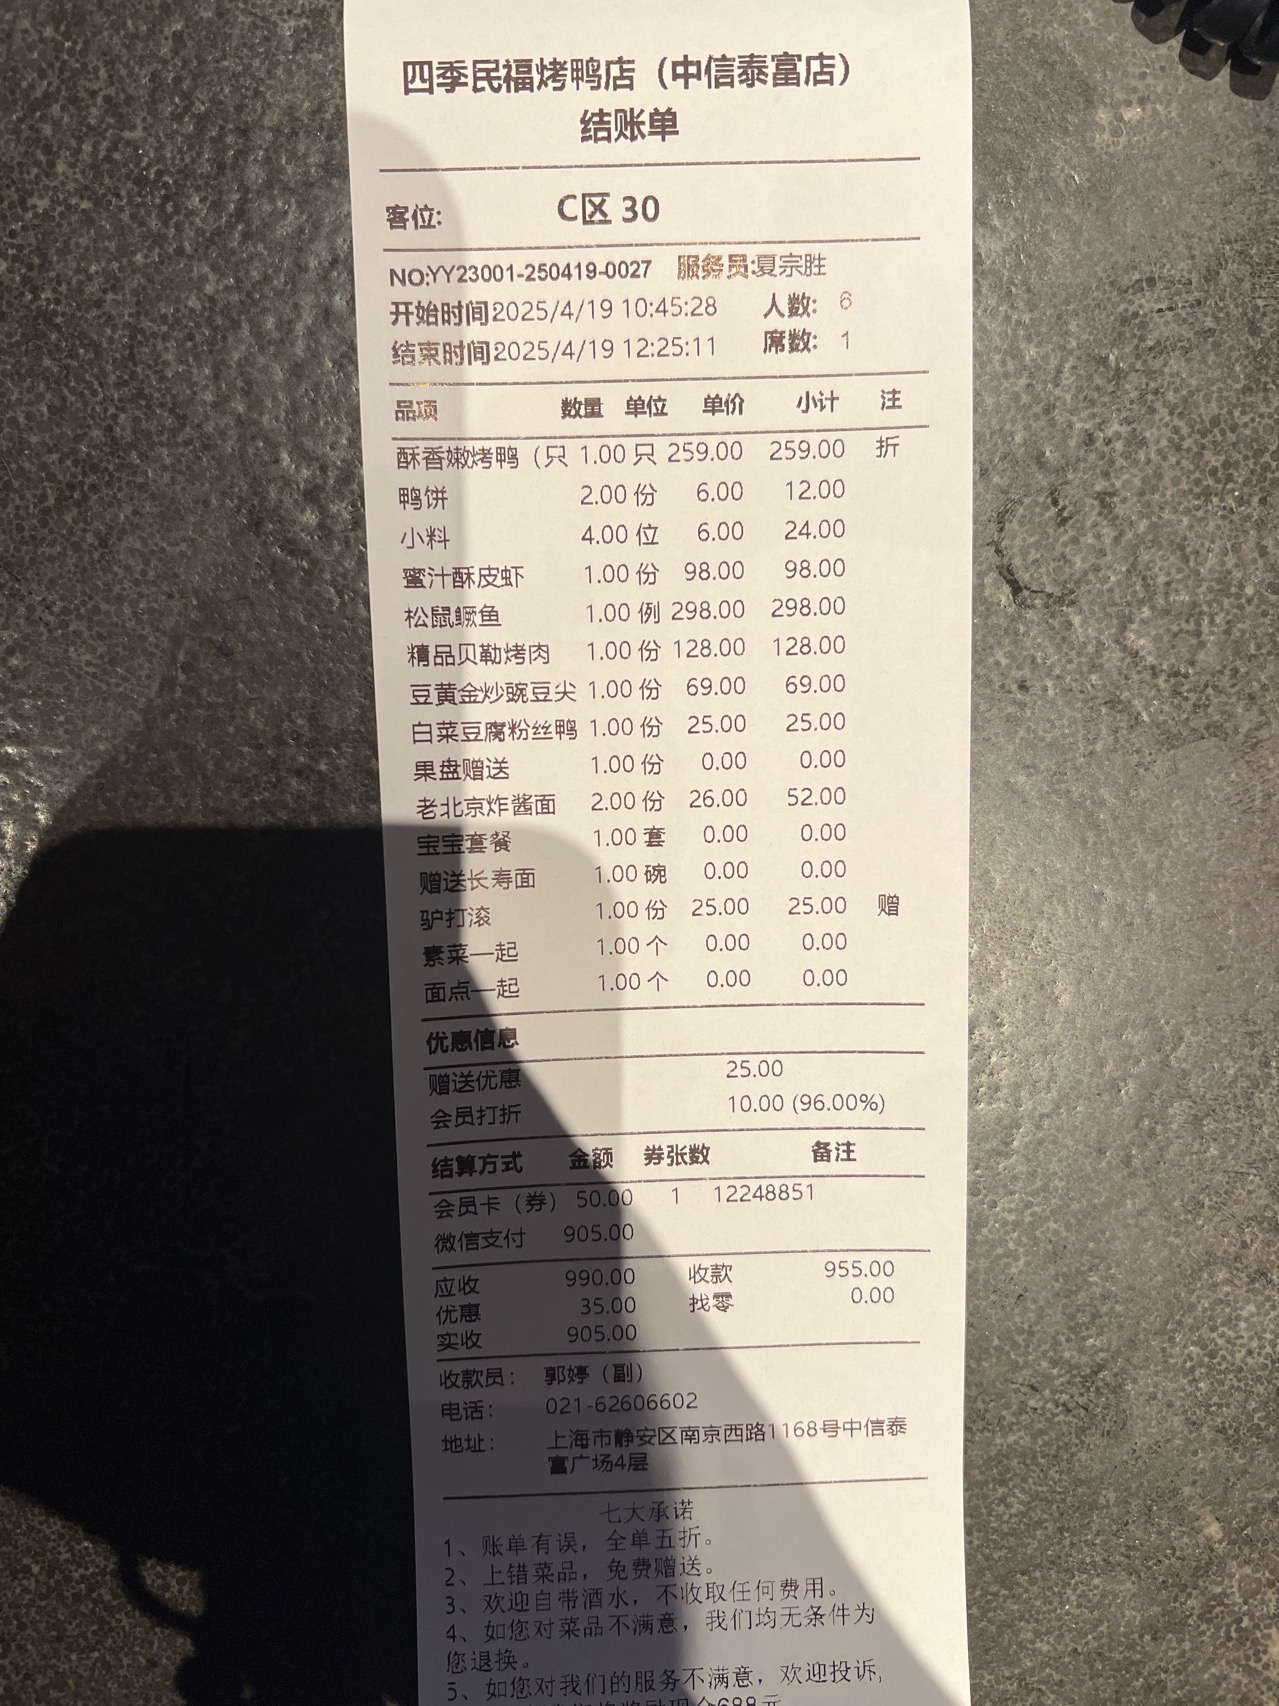 四季民福烤鸭店（中信泰富店）
结账单
客位: C区 30
NO:YY23001-250419-0027 服务员:夏宗胜
开始时间2025/4/19 10:45:28 人数: 6
结束时间2025/4/19 12:25:11 席数: 1
品项 数量 单位 单价 小计 注
酥香嫩烤鸭（只 1.00 只 259.00 259.00 折
鸭饼 2.00 份 6.00 12.00
小料 4.00 位 6.00 24.00
蜜汁酥皮虾 1.00 份 98.00 98.00
松鼠鳜鱼 1.00 例 298.00 298.00
精品贝勒烤肉 1.00 份 128.00 128.00
豆黄金炒豌豆尖 1.00 份 69.00 69.00
白菜豆腐粉丝鸭 1.00 份 25.00 25.00
果盘赠送 1.00 份 0.00 0.00
老北京炸酱面 2.00 份 26.00 52.00
宝宝套餐 1.00 套 0.00 0.00
赠送长寿面 1.00 碗 0.00 0.00
驴打滚 1.00 份 25.00 25.00 赠
素菜一起 1.00 个 0.00 0.00
面点一起 1.00 个 0.00 0.00
优惠信息
赠送优惠 25.00
会员打折 10.00 (96.00%)
结算方式 金额 券张数 备注
会员卡（券） 50.00 1 12248851
微信支付 905.00
应收 990.00 收款 955.00
优惠 35.00 找零 0.00
实收 905.00
收款员： 郭婷（副）
电话： 021-62606602
地址： 上海市静安区南京西路1168号中信泰
富广场4层
七大承诺
1、账单有误，全单五折。
2、上错菜品，免费赠送。
3、欢迎自带酒水，不收取任何费用。
4、如您对菜品不满意，我们均无条件为
您退换。
5、如您对我们的服务不满意，欢迎投诉，
688元